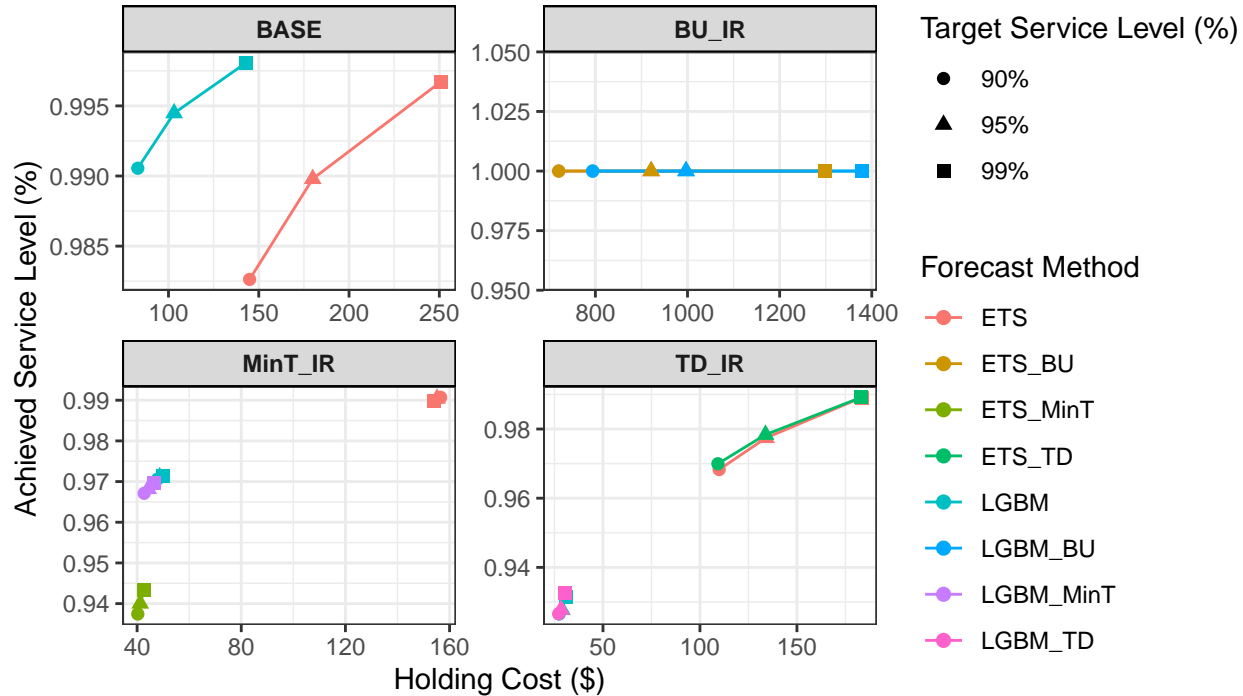 BASE
BU_IR
0.995
0.990
0.985
100
150
200
250
1.050
1.025
1.000
0.975
0.950
800
1000
1200
1400
MinT_IR
TD_IR
0.99
0.98
0.97
0.96
0.95
0.94
40
80
120
160
0.98
0.96
0.94
50
100
150
Achieved Service Level (%)
Holding Cost ($)
Target Service Level (%)
90%
95%
99%
Forecast Method
ETS
ETS_BU
ETS_MinT
ETS_TD
LGBM
LGBM_BU
LGBM_MinT
LGBM_TD